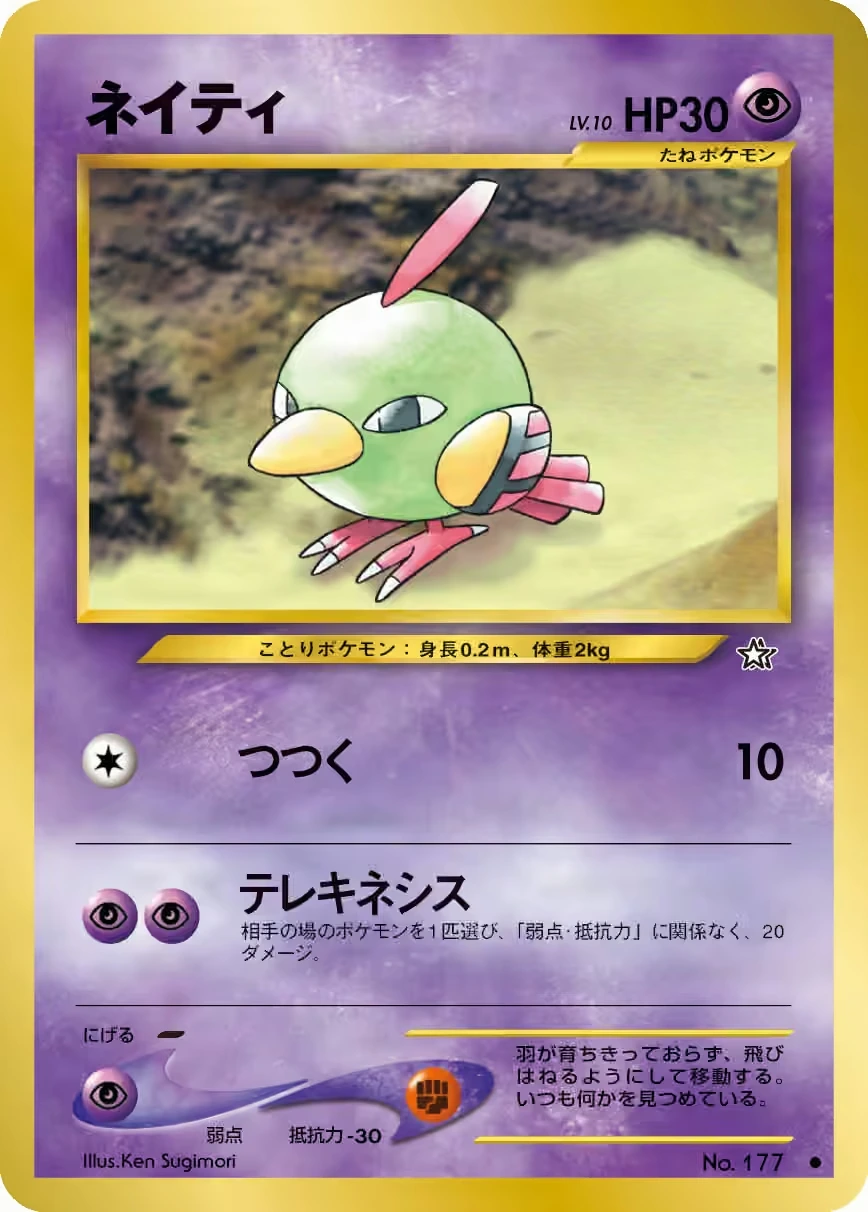 ネイティ
LV.10 HP30
たねポケモン
ことりポケモン：身長0.2m、体重2kg
つつく 10
テレキネシス
相手の場のポケモンを1匹選び、「弱点･抵抗力」に関係なく、20
ダメージ。
にげる
羽が育ちきっておらず、飛び
はねるようにして移動する。
いつも何かを見つめている。
弱点 抵抗力 -30
Illus.Ken Sugimori
No. 177